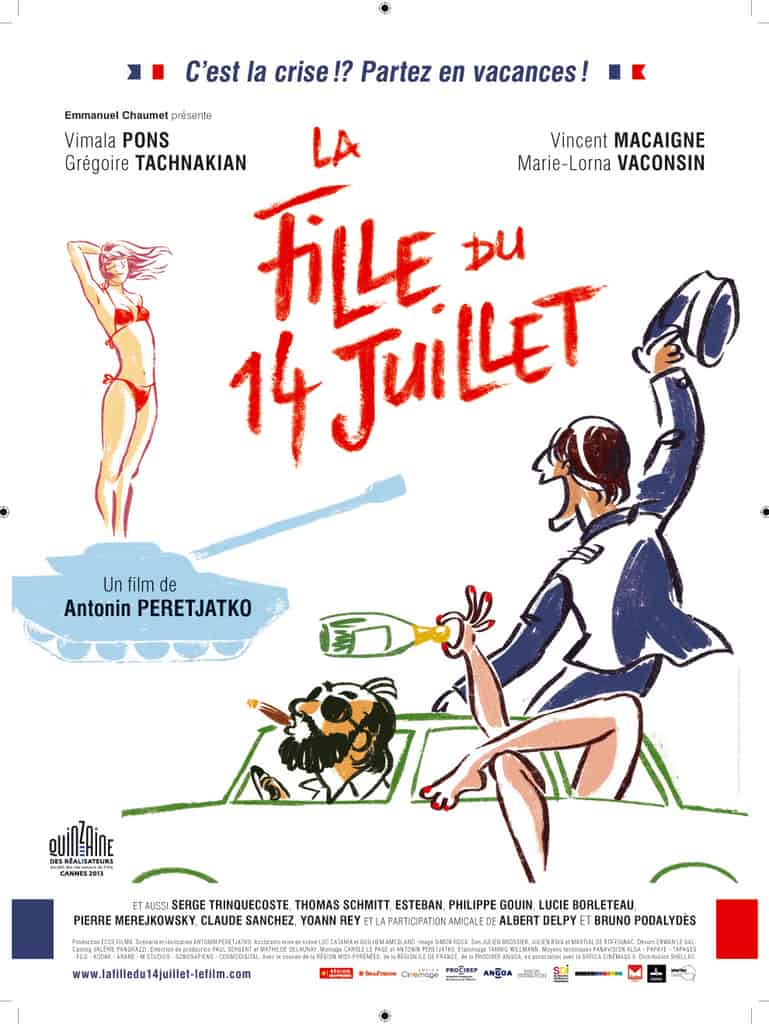 C'est la crise !? Partez en vacances !
Emmanuel Chaumet présente
Vimala PONS
Grégoire TACHNAKIAN
Vincent MACAIGNE
Marie-Lorna VACONSIN
LA
FILLE DU
14 JUILLET
Un film de
Antonin PERETJATKO
QUINZAINE
DES RÉALISATEURS
CANNES 2013
ET AUSSI SERGE TRINQUECOSTE, THOMAS SCHMITT, ESTEBAN, PHILIPPE GOUIN, LUCIE BORLETEAU,
PIERRE MEREJKOWSKY, CLAUDE SANCHEZ, YOANN REY ET LA PARTICIPATION AMICALE DE ALBERT DELPY ET BRUNO PODALYDÈS
www.lafilledu14juillet-lefilm.com
Cinémage
PROCIREP
ANGOA